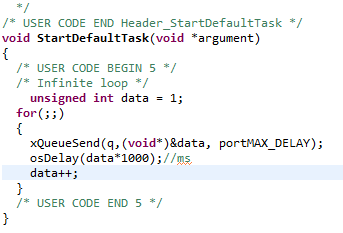 */
/* USER CODE END Header_StartDefaultTask */
void StartDefaultTask(void *argument)
{
/* USER CODE BEGIN 5 */
/* Infinite loop */
unsigned int data = 1;
for(;;)
{
xQueueSend(q,(void*)&data, portMAX_DELAY);
osDelay(data*1000);//ms
data++;
}
/* USER CODE END 5 */
}